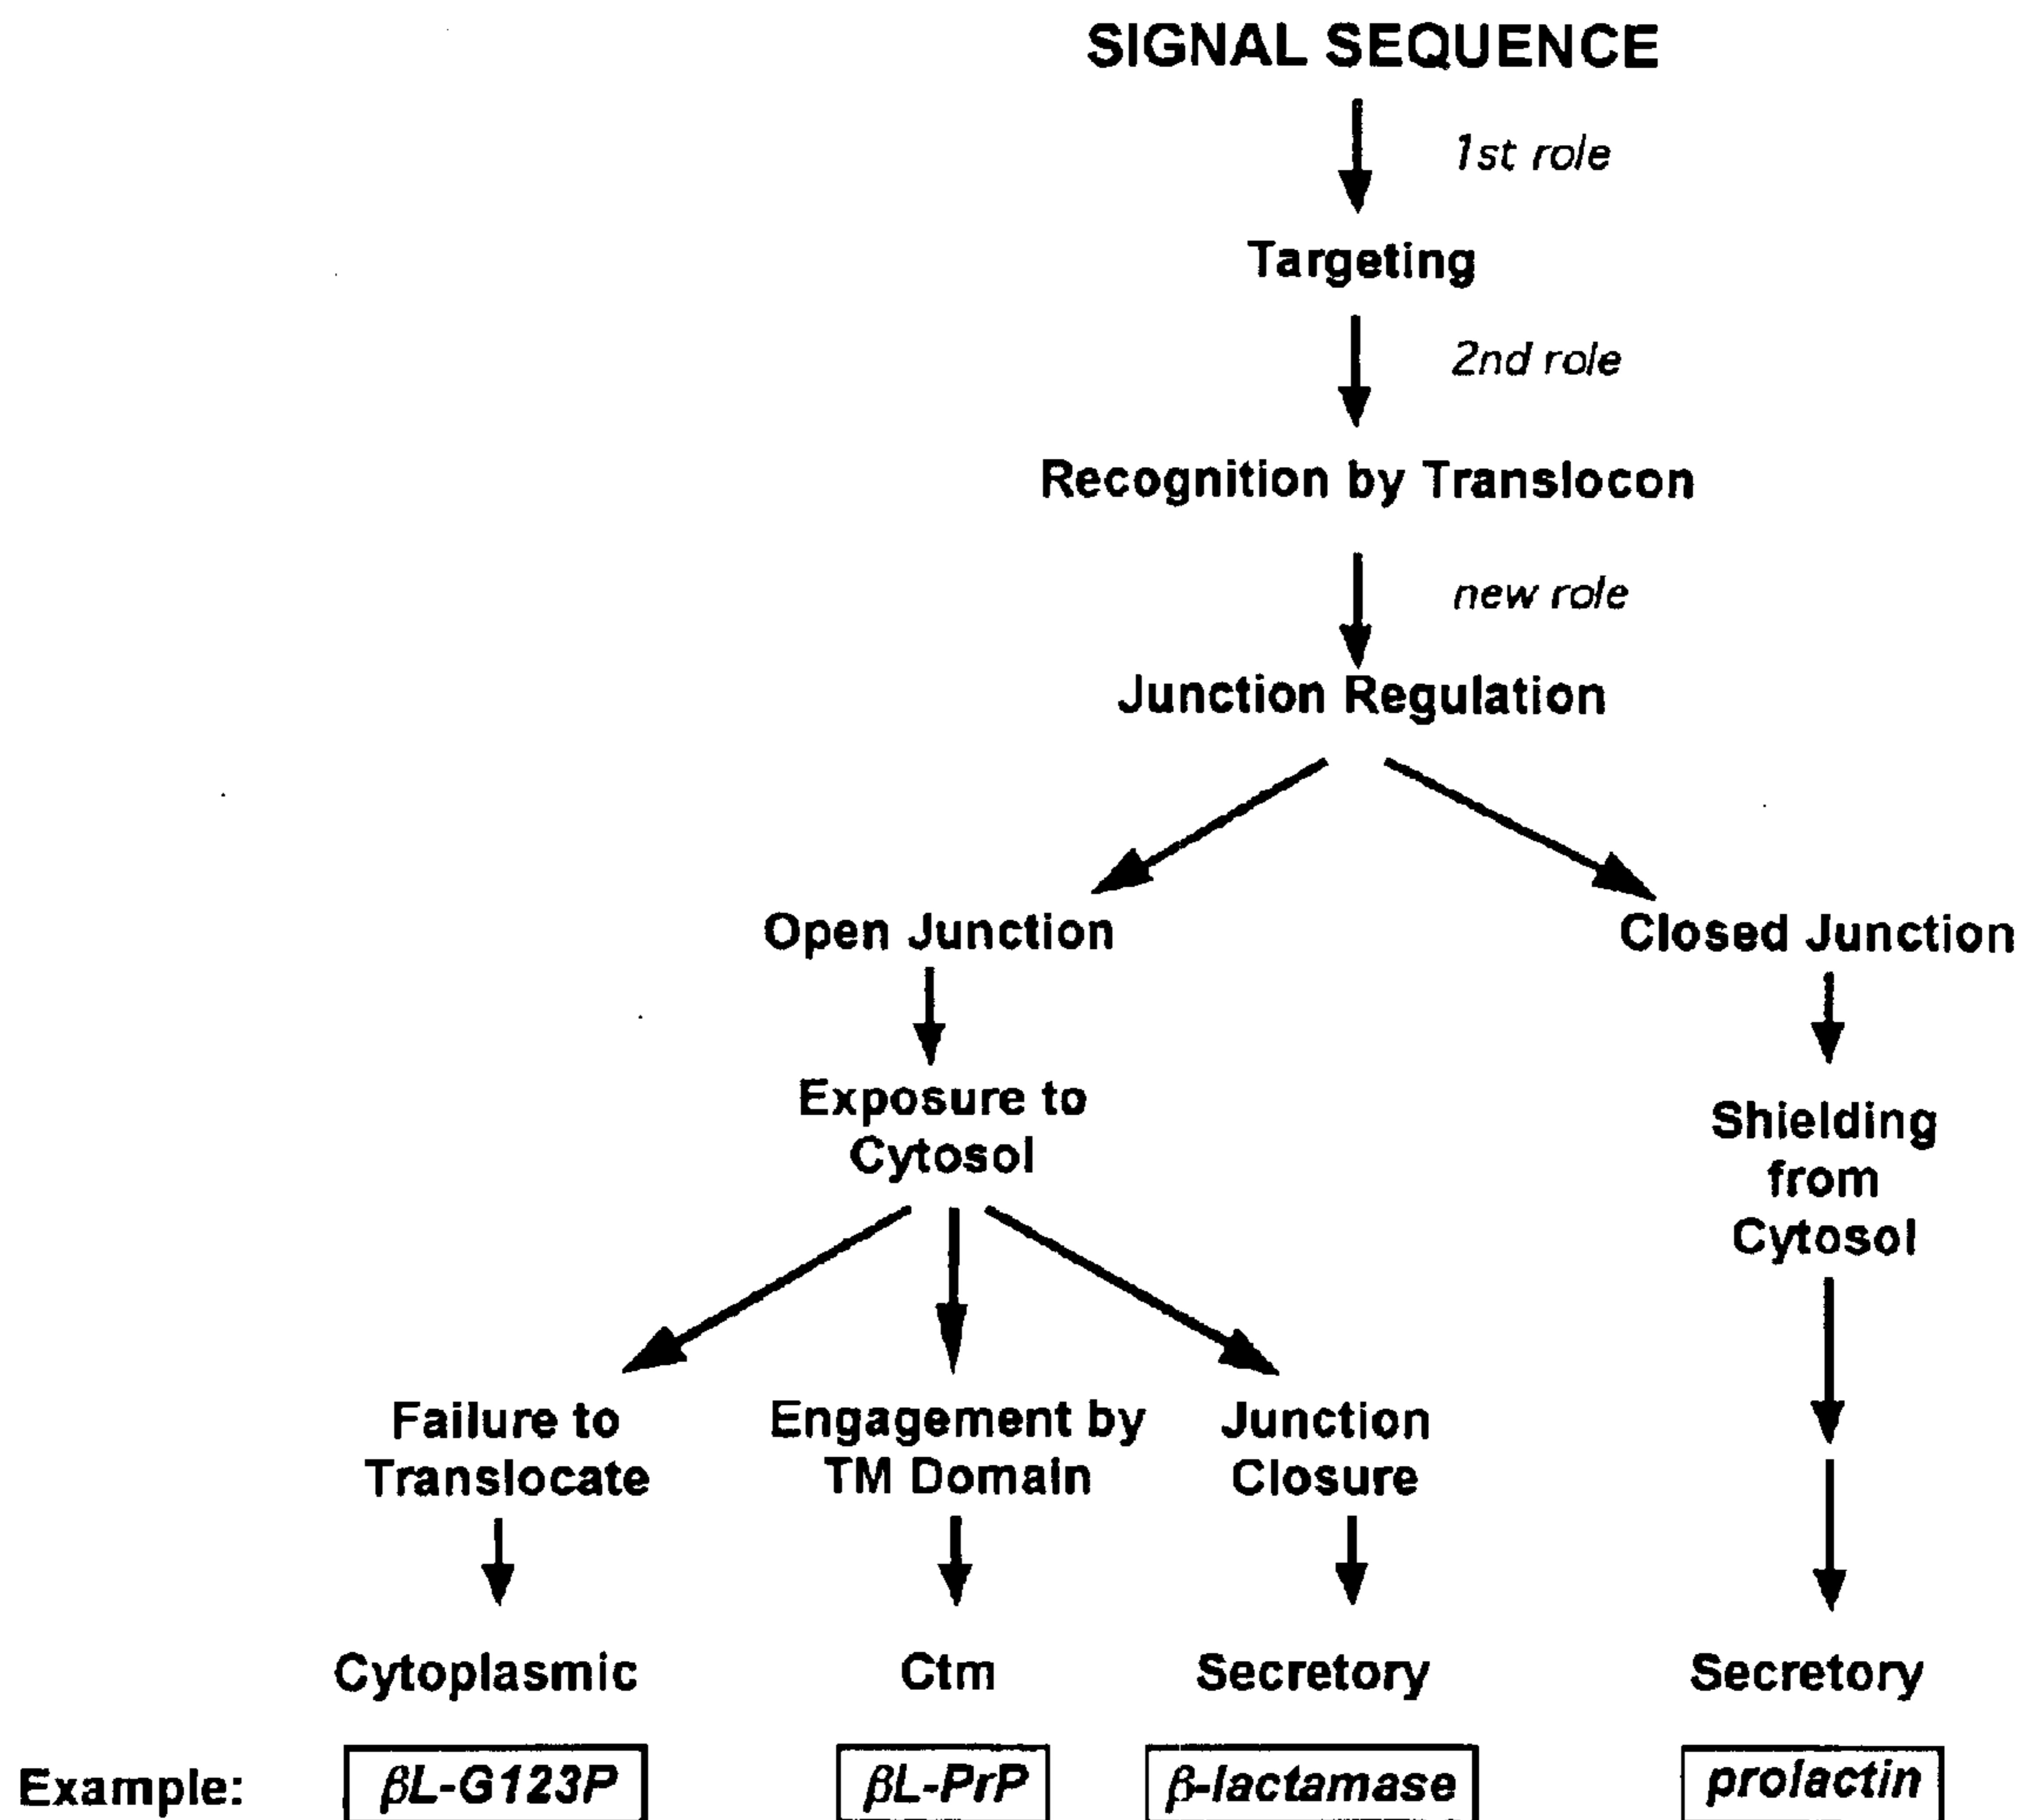 SIGNAL SEQUENCE
1st role
Targeting
2nd role
Recognition by Translocon
new role
Junction Regulation
Open Junction
Closed Junction
Exposure to
Cytosol
Shielding
from
Cytosol
Failure to
Translocate
Engagement by
TM Domain
Junction
Closure
Cytoplasmic
Ctm
Secretory
Secretory
Example:
βL-G123P
βL-PrP
β-lactamase
prolactin